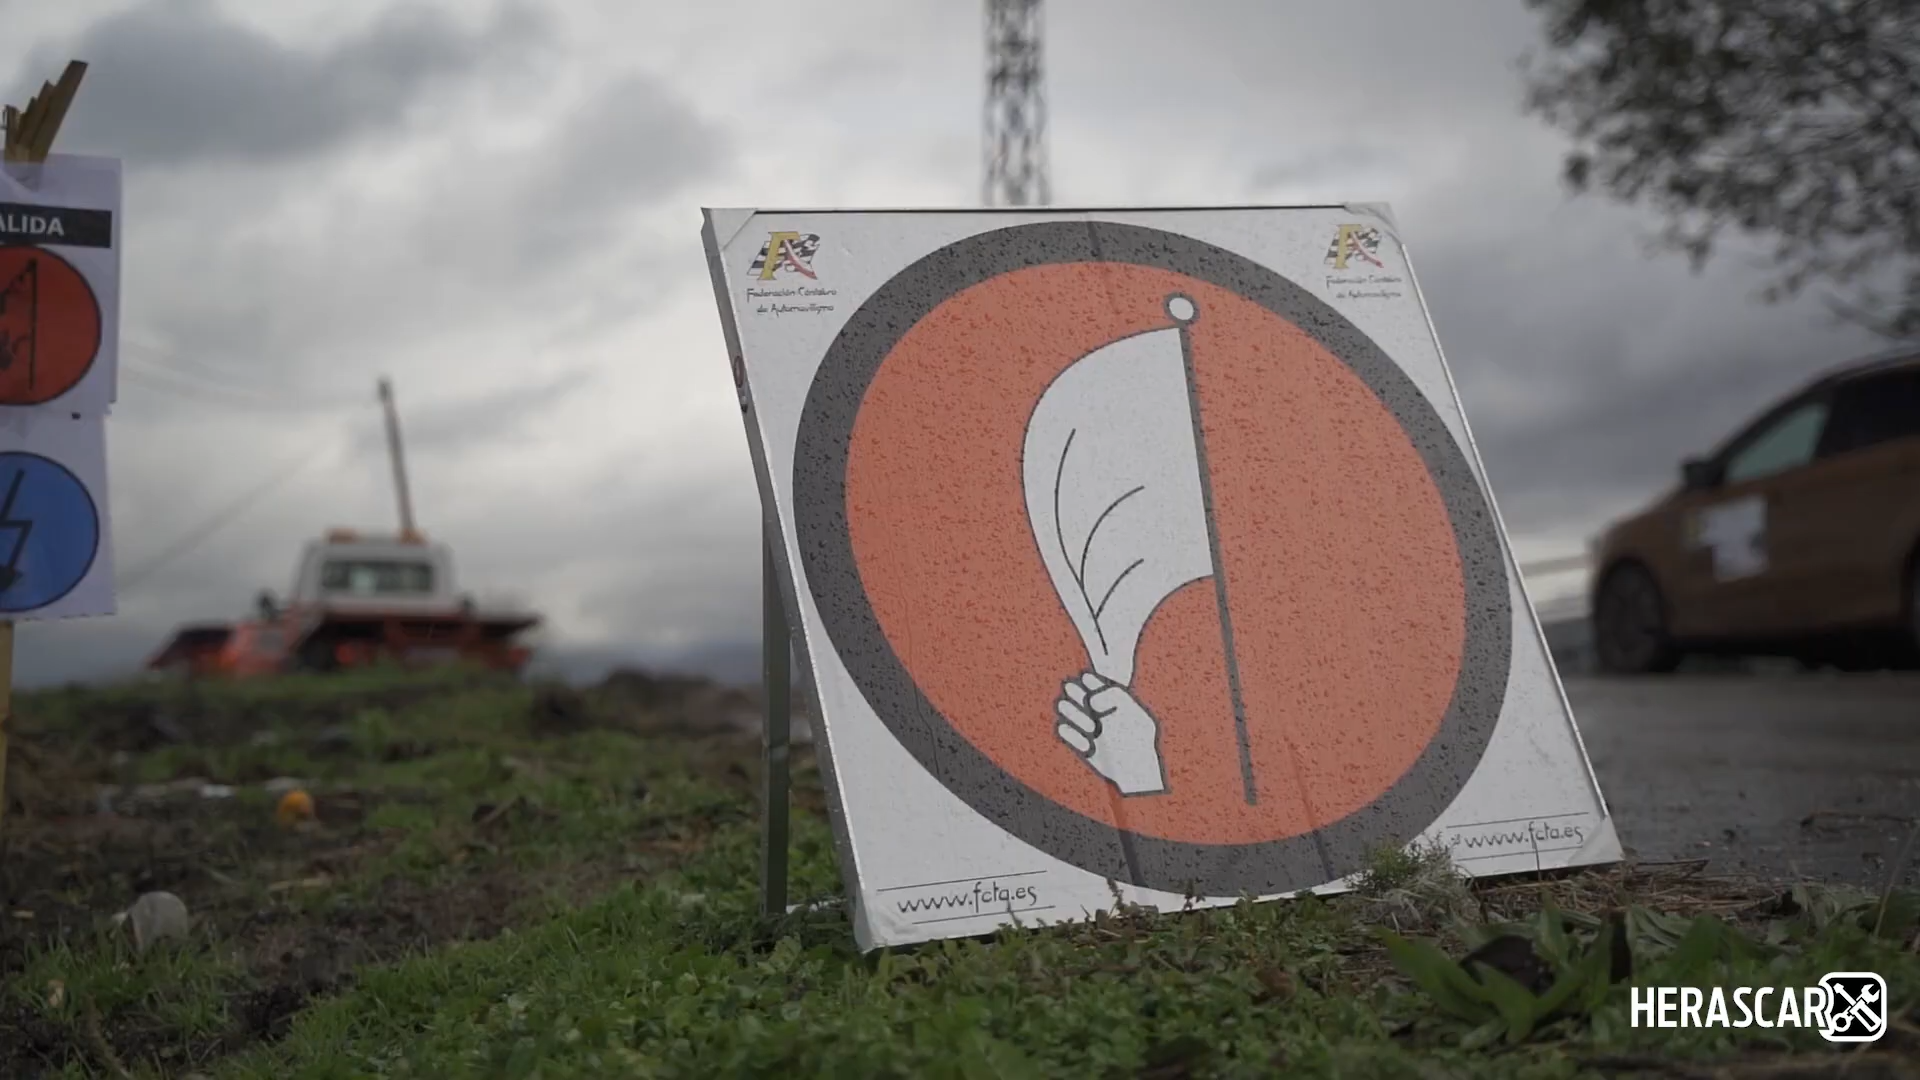 ALIDA
Federación Cántabra
de Automovilismo
Federación Cántabra
de Automovilismo
www.fcta.es
www.fcta.es
HERASCAR